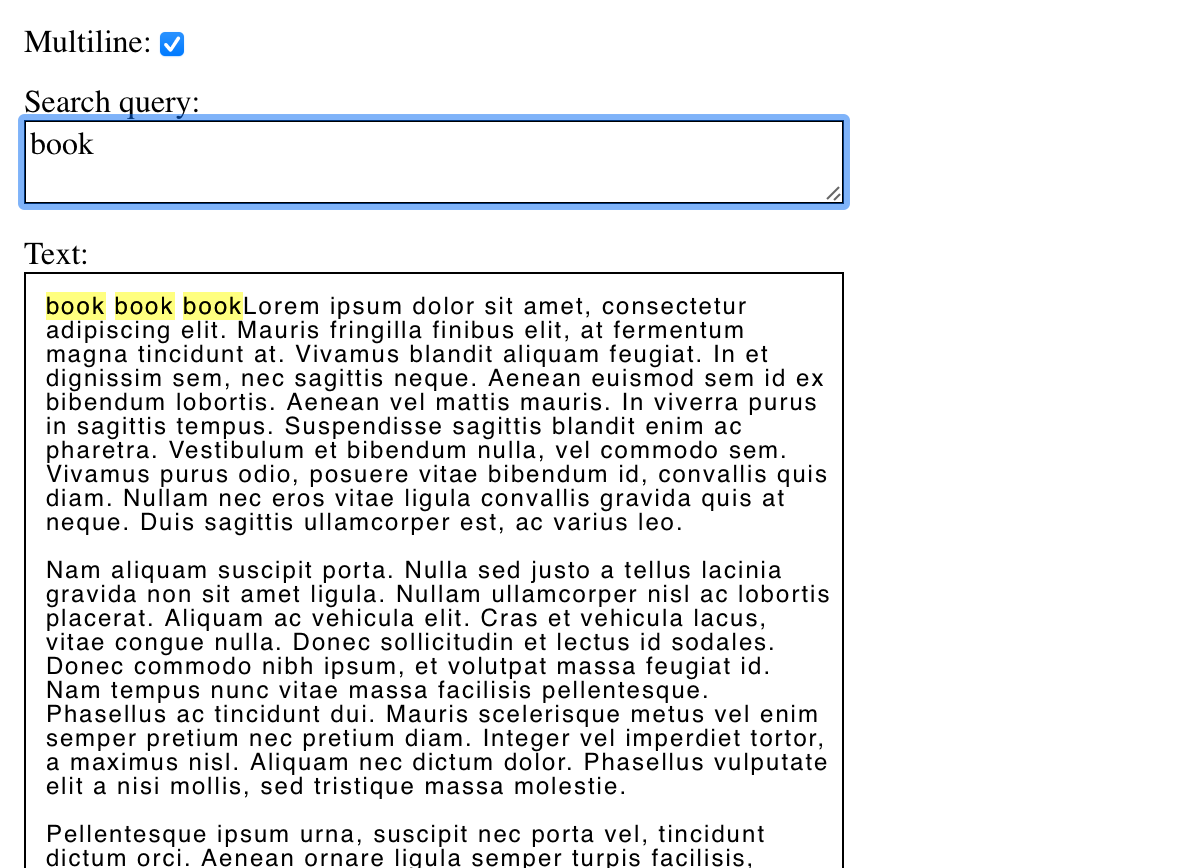 Multiline:
Search query:
book
Text:
book book bookLorem ipsum dolor sit amet, consectetur
adipiscing elit. Mauris fringilla finibus elit, at fermentum
magna tincidunt at. Vivamus blandit aliquam feugiat. In et
dignissim sem, nec sagittis neque. Aenean euismod sem id ex
bibendum lobortis. Aenean vel mattis mauris. In viverra purus
in sagittis tempus. Suspendisse sagittis blandit enim ac
pharetra. Vestibulum et bibendum nulla, vel commodo sem.
Vivamus purus odio, posuere vitae bibendum id, convallis quis
diam. Nullam nec eros vitae ligula convallis gravida quis at
neque. Duis sagittis ullamcorper est, ac varius leo.
Nam aliquam suscipit porta. Nulla sed justo a tellus lacinia
gravida non sit amet ligula. Nullam ullamcorper nisl ac lobortis
placerat. Aliquam ac vehicula elit. Cras et vehicula lacus,
vitae congue nulla. Donec sollicitudin et lectus id sodales.
Donec commodo nibh ipsum, et volutpat massa feugiat id.
Nam tempus nunc vitae massa facilisis pellentesque.
Phasellus ac tincidunt dui. Mauris scelerisque metus vel enim
semper pretium nec pretium diam. Integer vel imperdiet tortor,
a maximus nisl. Aliquam nec dictum dolor. Phasellus vulputate
elit a nisi mollis, sed tristique massa molestie.
Pellentesque ipsum urna, suscipit nec porta vel, tincidunt
dictum orci. Aenean ornare ligula semper turpis facilisis,